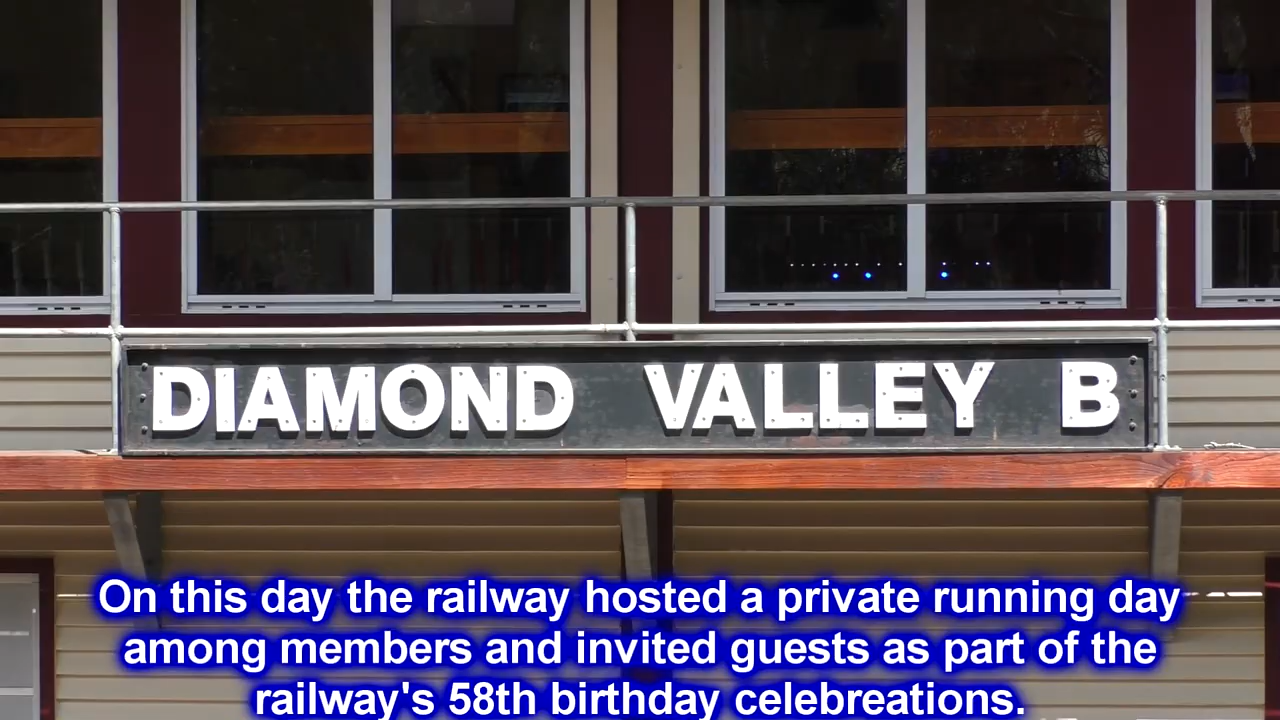 DIAMOND VALLEY B
On this day the railway hosted a private running day
among members and invited guests as part of the
railway's 58th birthday celebreations.